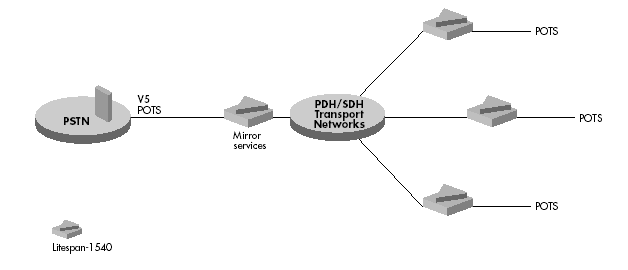 POTS
V5
POTS
PSTN
PDH/SDH
Transport
Networks
POTS
Mirror
services
POTS
Litespan-1540